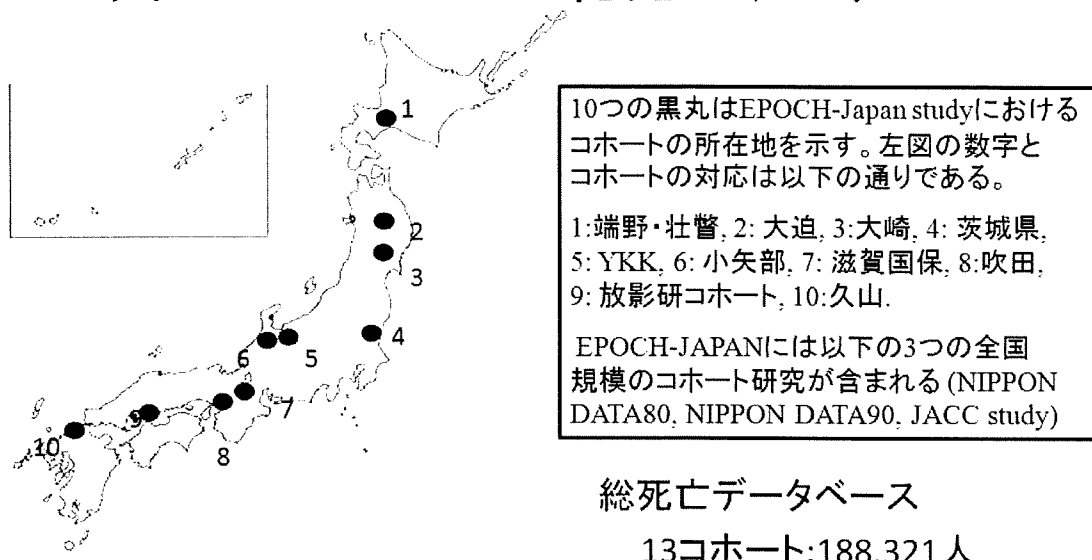 1
2
3
4
5
6
7
8
9
10
10つの黒丸はEPOCH-Japan studyにおける
コホートの所在地を示す。左図の数字と
コホートの対応は以下の通りである。
1:端野・壮瞥, 2: 大迫, 3:大崎, 4: 茨城県,
5: YKK, 6: 小矢部, 7: 滋賀国保, 8:吹田,
9: 放影研コホート, 10:久山.
EPOCH-JAPANには以下の3つの全国
規模のコホート研究が含まれる (NIPPON
DATA80, NIPPON DATA90, JACC study)
総死亡データベース
13コホート:188,321人